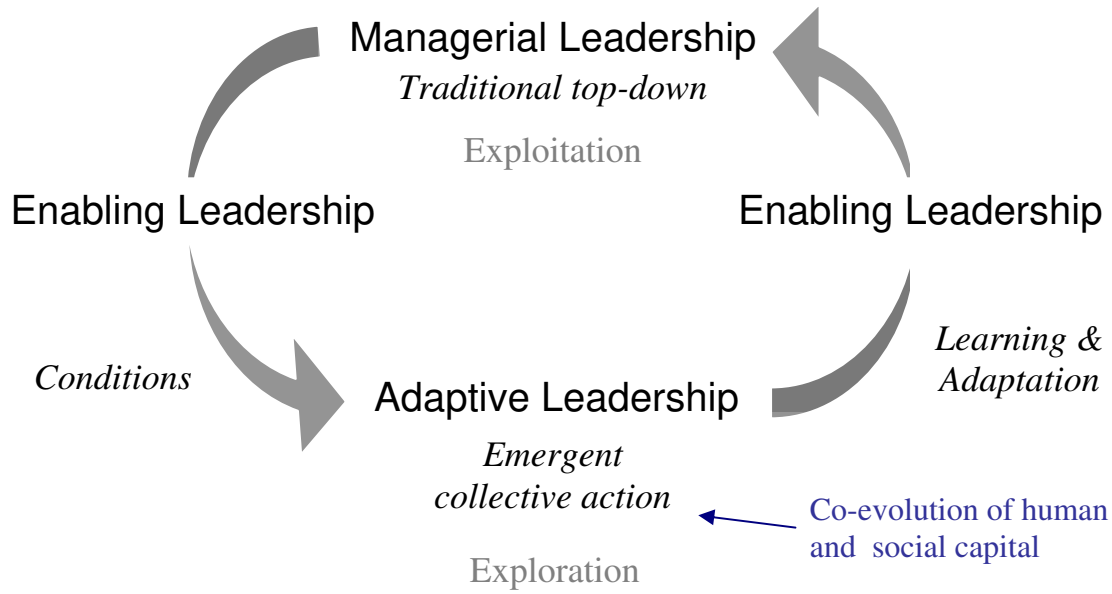 Managerial Leadership
Traditional top-down
Exploitation
Enabling Leadership
Enabling Leadership
Conditions
Learning &
Adaptation
Adaptive Leadership
Emergent
collective action
Co-evolution of human
and social capital
Exploration